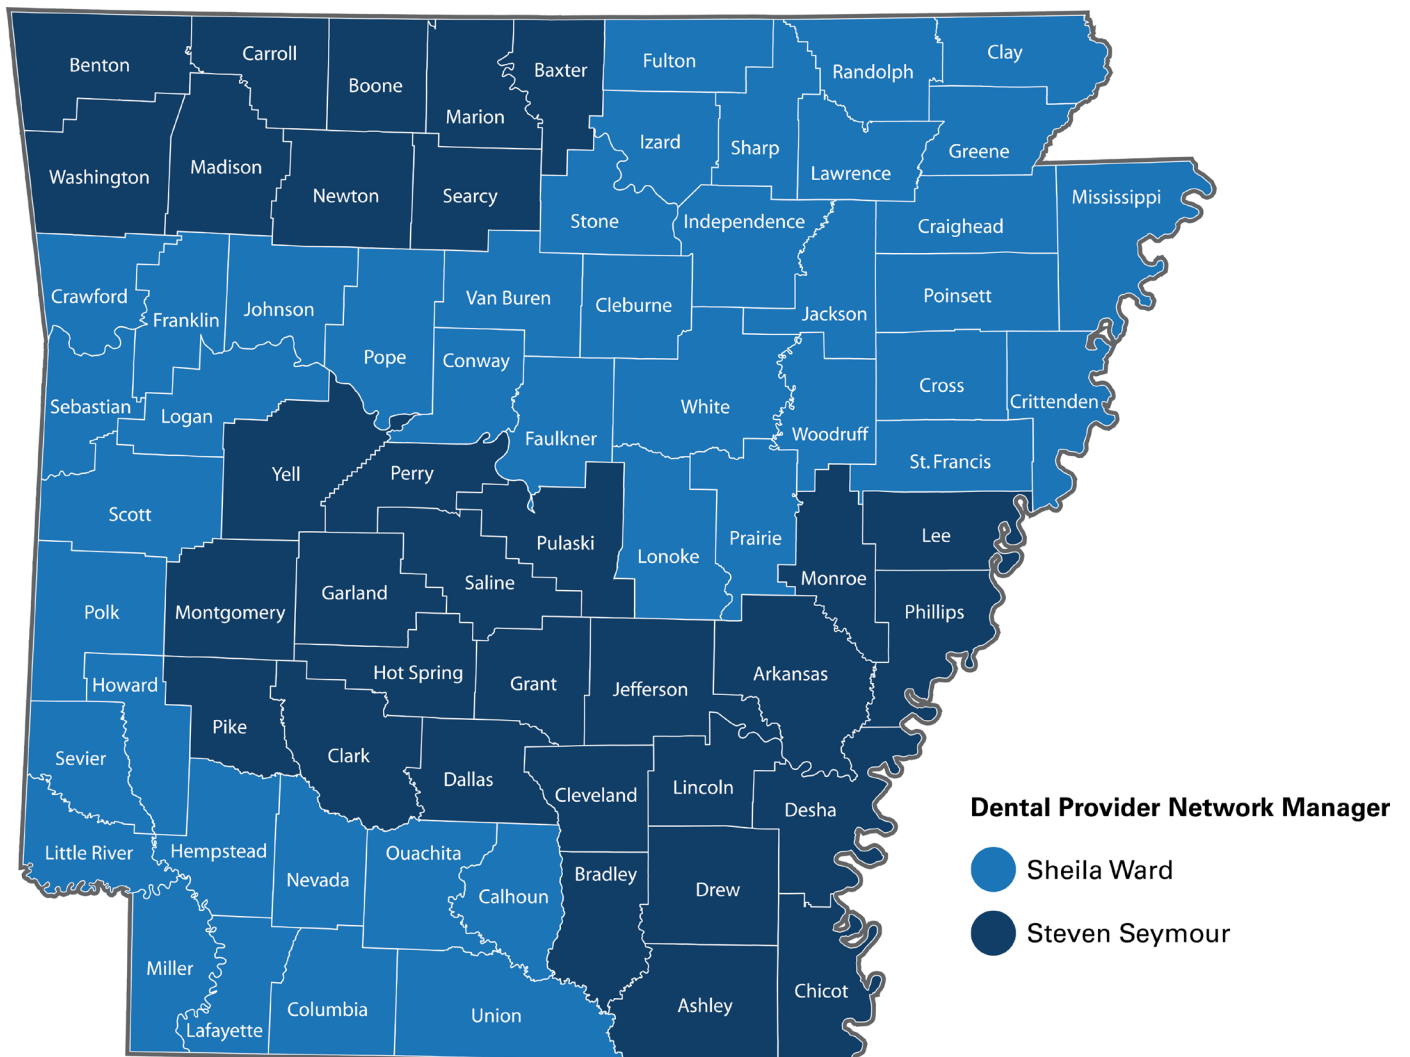 Benton
Carroll
Boone
Marion
Baxter
Fulton
Randolph
Clay
Washington
Madison
Newton
Searcy
Izard
Sharp
Lawrence
Greene
Stone
Independence
Craighead
Mississippi
Crawford
Franklin
Johnson
Pope
Van Buren
Cleburne
Jackson
Poinsett
Sebastian
Logan
Conway
Faulkner
White
Woodruff
Cross
Crittenden
St. Francis
Scott
Yell
Perry
Pulaski
Lonoke
Prairie
Monroe
Lee
Phillips
Polk
Montgomery
Garland
Saline
Howard
Pike
Hot Spring
Grant
Jefferson
Arkansas
Sevier
Clark
Dallas
Cleveland
Lincoln
Desha
Little River
Hempstead
Nevada
Ouachita
Calhoun
Bradley
Drew
Miller
Lafayette
Columbia
Union
Ashley
Chicot
Dental Provider Network Manager
Sheila Ward
Steven Seymour